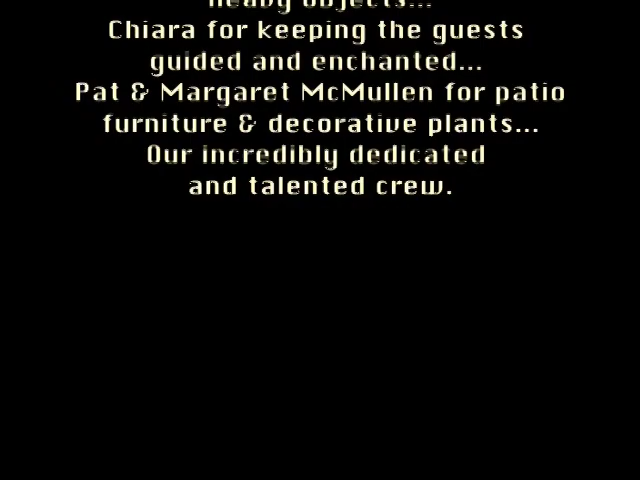 heavy objects...
Chiara for keeping the guests
guided and enchanted...
Pat & Margaret McMullen for patio
furniture & decorative plants...
Our incredibly dedicated
and talented crew.